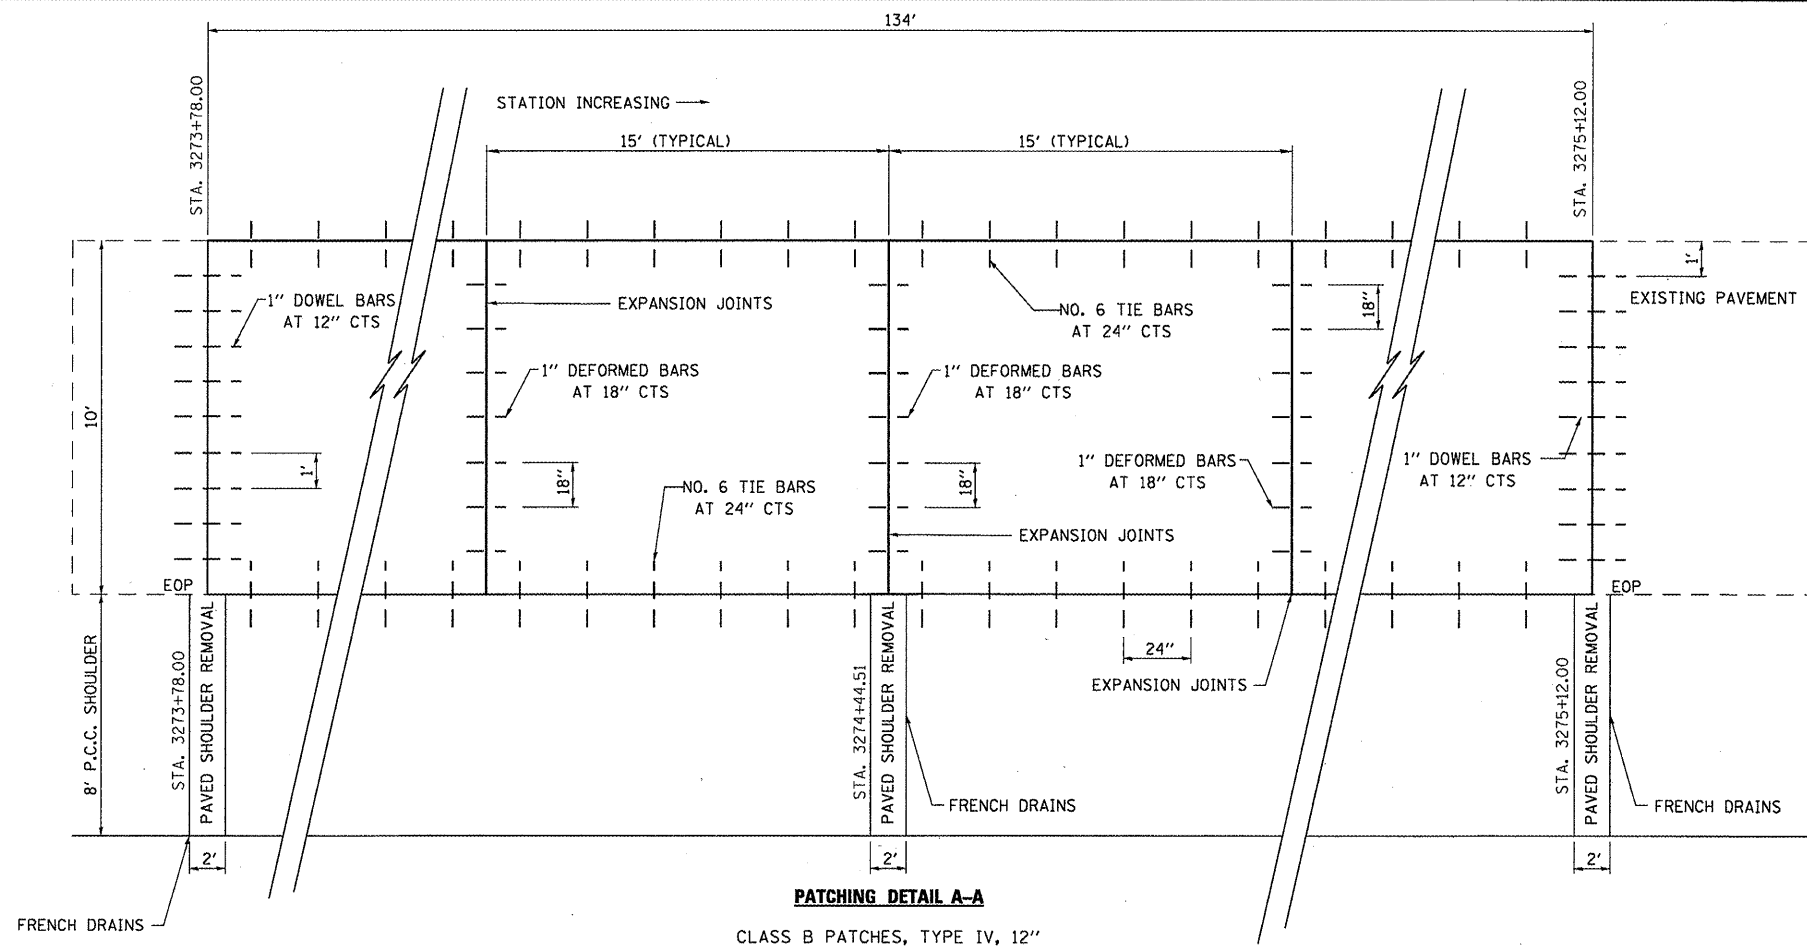 134'
STA. 3273+78.00
STATION INCREASING
STA. 3275+12.00
15' (TYPICAL)
15' (TYPICAL)
1'
EXISTING PAVEMENT
1" DOWEL BARS
AT 12" CTS
EXPANSION JOINTS
NO. 6 TIE BARS
AT 24" CTS
18"
1" DEFORMED BARS
AT 18" CTS
1" DEFORMED BARS
AT 18" CTS
10'
1'
18"
NO. 6 TIE BARS
AT 24" CTS
18"
1" DEFORMED BARS
AT 18" CTS
1" DOWEL BARS
AT 12" CTS
EXPANSION JOINTS
EOP
EOP
8' P.C.C. SHOULDER
STA. 3273+78.00
PAVED SHOULDER REMOVAL
STA. 3274+44.51
PAVED SHOULDER REMOVAL
24"
EXPANSION JOINTS
STA. 3275+12.00
PAVED SHOULDER REMOVAL
FRENCH DRAINS
FRENCH DRAINS
2'
2'
2'
FRENCH DRAINS
PATCHING DETAIL A-A
CLASS B PATCHES, TYPE IV, 12"